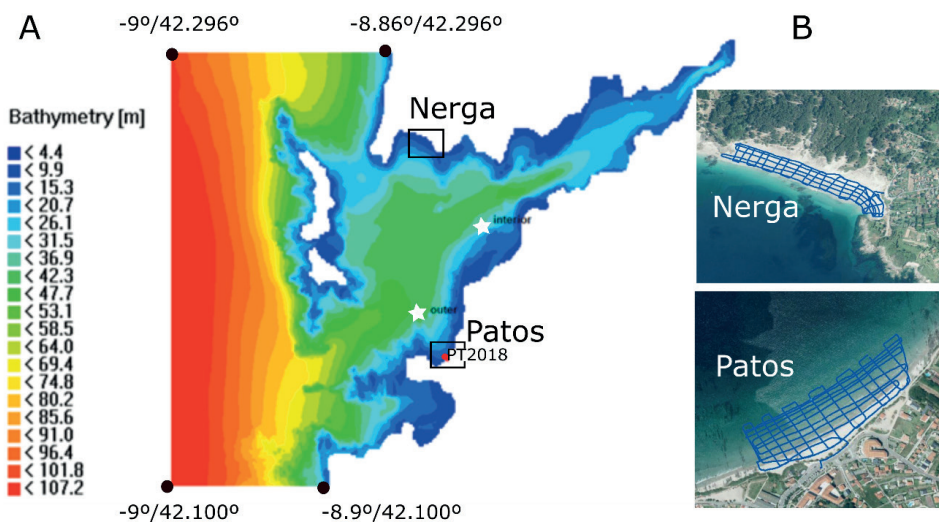 A
-9º/42.296º
-8.86º/42.296º
B
Bathymetry [m]
< 4.4
< 9.9
< 15.3
< 20.7
< 26.1
< 31.5
< 36.9
< 42.3
< 47.7
< 53.1
< 58.5
< 64.0
< 69.4
< 74.8
< 80.2
< 85.6
< 91.0
< 96.4
< 101.8
< 107.2
Nerga
interior
outer
Patos
PT2018
-9º/42.100º
-8.9º/42.100º
Nerga
Patos